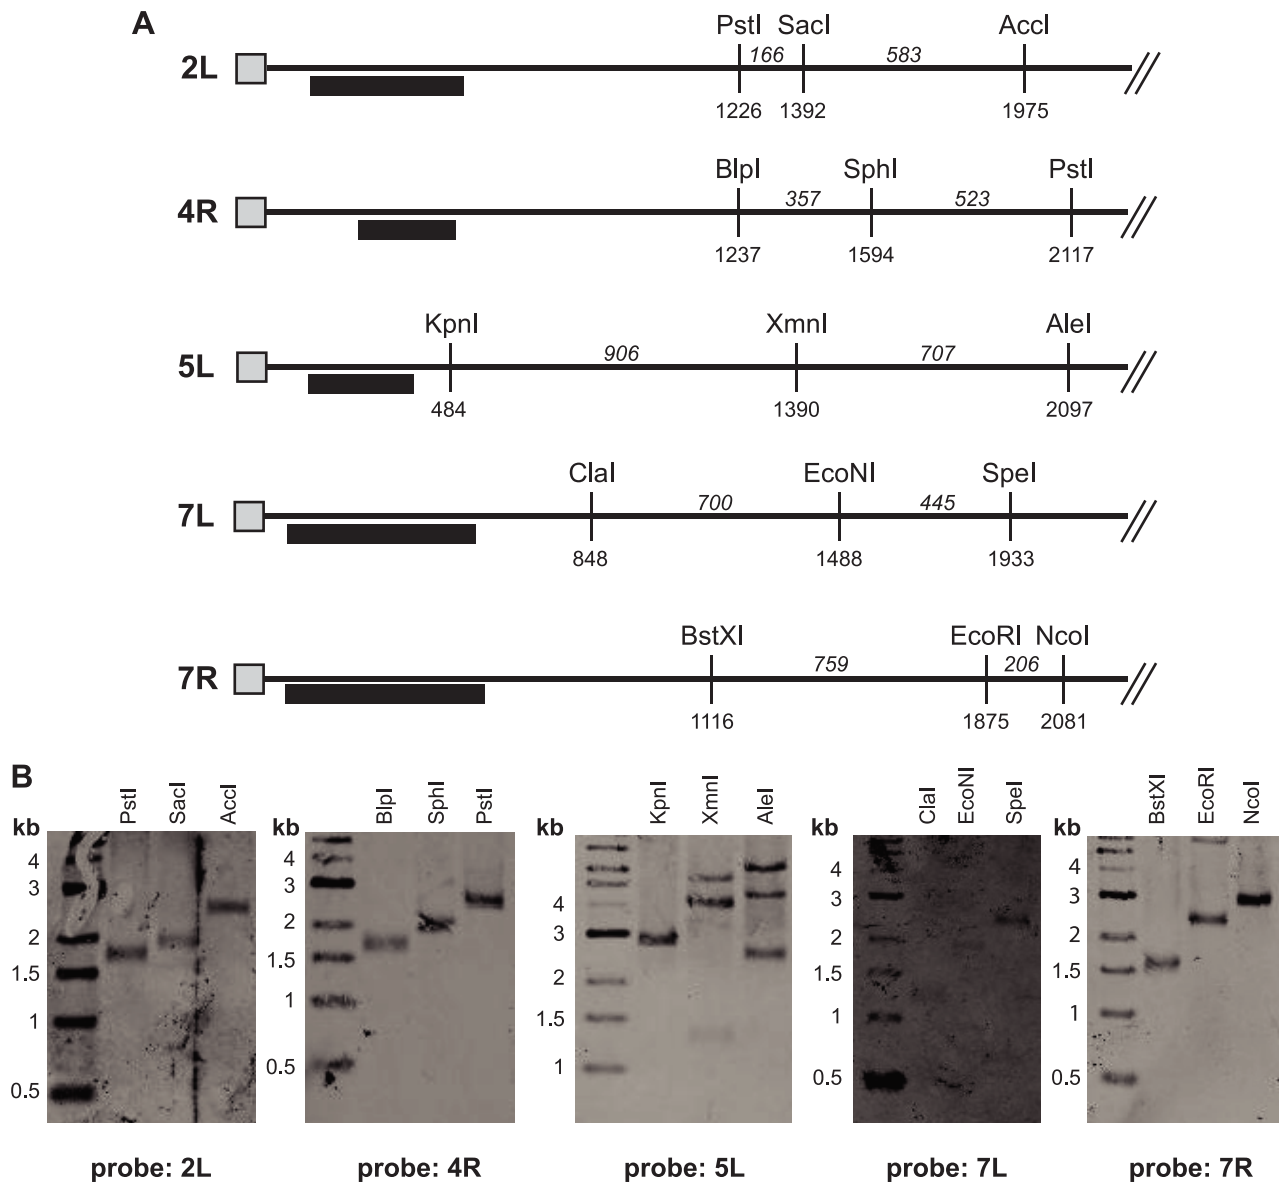 A
PstI SacI AccI
2L 166 583
1226 1392 1975
BlpI SphI PstI
4R 357 523
1237 1594 2117
KpnI XmnI AleI
5L 906 707
484 1390 2097
ClaI EcoNI SpeI
7L 700 445
848 1488 1933
BstXI EcoRI NcoI
7R 759 206
1116 1875 2081
B
kb PstI SacI AccI
4
3
2
1.5
1
0.5
probe: 2L
kb BlpI SphI PstI
4
3
2
1.5
1
0.5
probe: 4R
kb KpnI XmnI AleI
4
3
2
1.5
1
probe: 5L
kb ClaI EcoNI SpeI
4
3
2
1.5
1
0.5
probe: 7L
kb BstXI EcoRI NcoI
4
3
2
1.5
1
0.5
probe: 7R